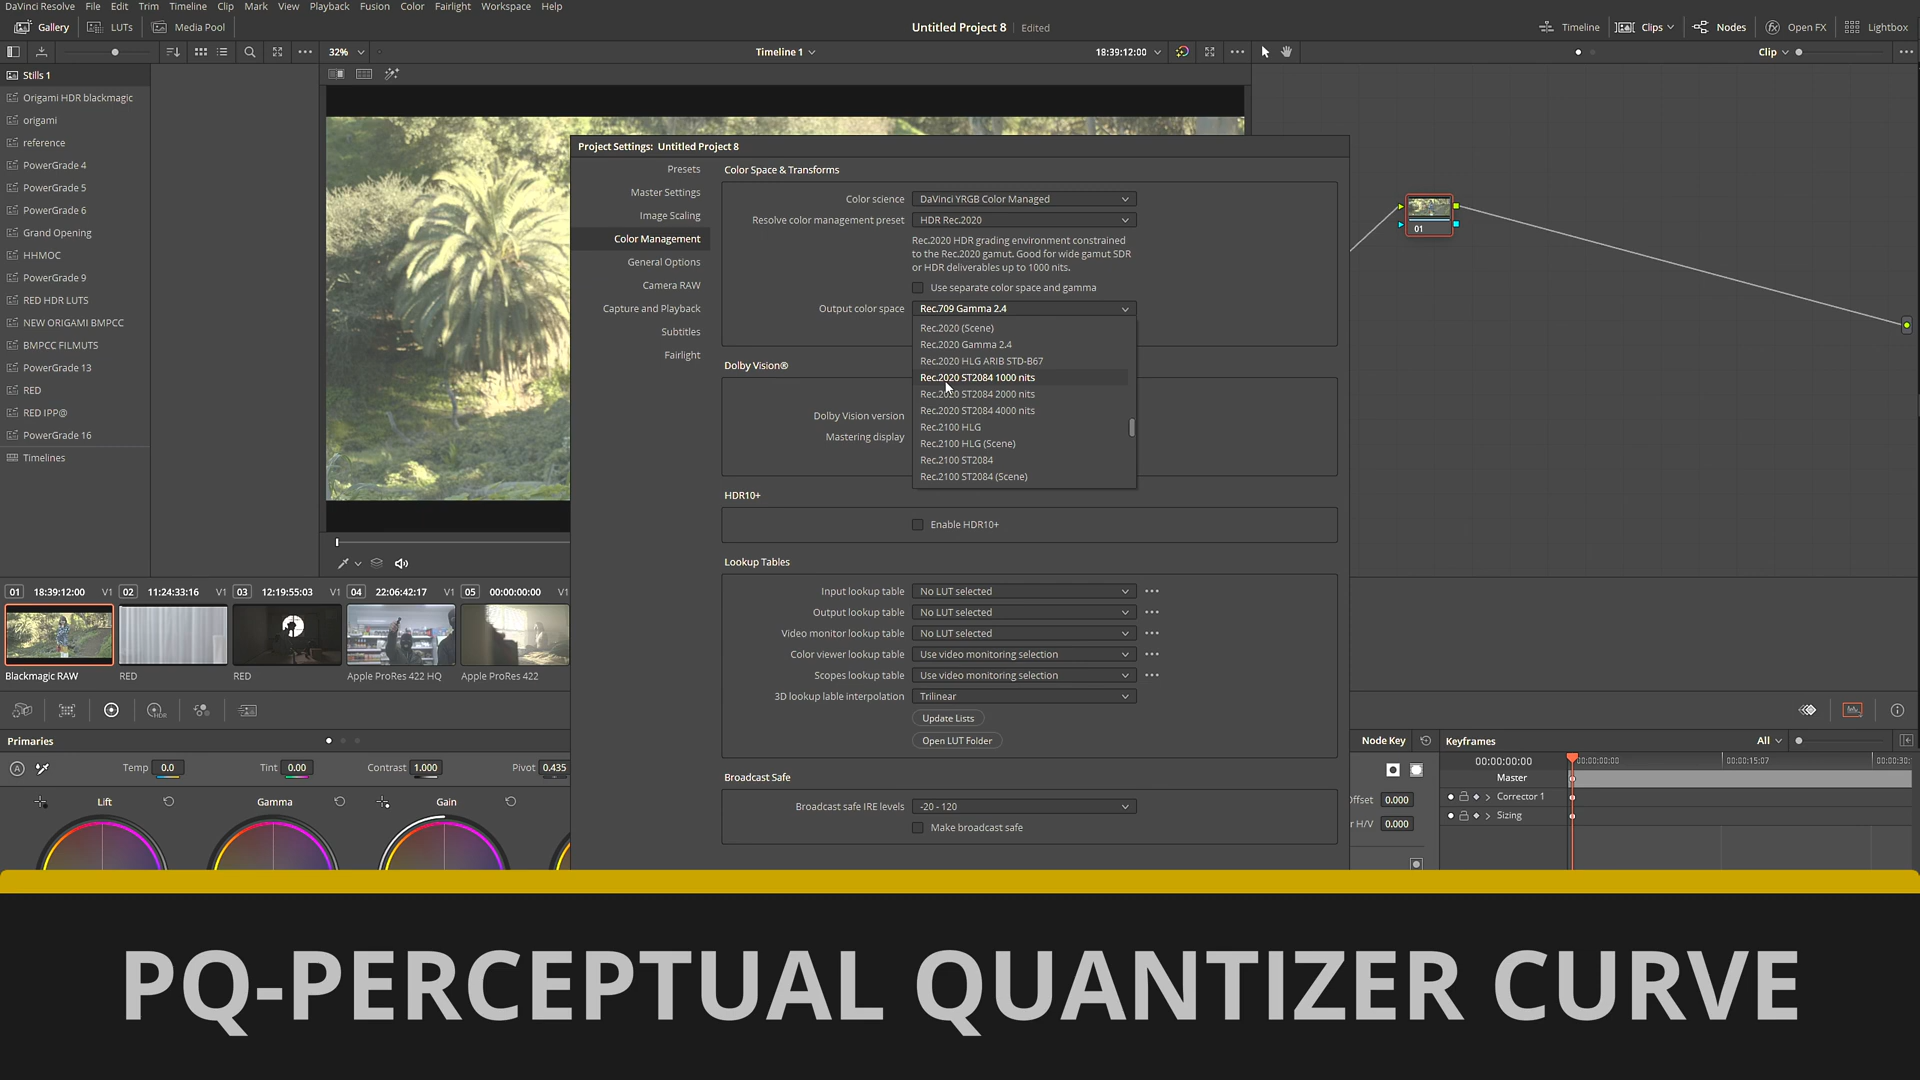 DaVinci Resolve File Edit Trim Timeline Clip Mark View Playback Fusion Color Fairlight Workspace Help
Gallery LUTs Media Pool Untitled Project 8 Edited Timeline Clips Nodes Open FX Lightbox
32% Timeline 1 18:39:12:00 Clip
Stills 1
Origami HDR blackmagic
origami
reference
PowerGrade 4
PowerGrade 5
PowerGrade 6
Grand Opening
HHMOC
PowerGrade 9
RED HDR LUTS
NEW ORIGAMI BMPCC
BMPCC FILMUTS
PowerGrade 13
RED
RED IPP@
PowerGrade 16
Timelines
Project Settings: Untitled Project 8
Presets
Master Settings
Image Scaling
Color Management
General Options
Camera RAW
Capture and Playback
Subtitles
Fairlight
Color Space & Transforms
Color science DaVinci YRGB Color Managed
Resolve color management preset HDR Rec.2020
Rec.2020 HDR grading environment constrained
to the Rec.2020 gamut. Good for wide gamut SDR
or HDR deliverables up to 1000 nits.
Use separate color space and gamma
Output color space Rec.709 Gamma 2.4
Rec.2020 (Scene)
Rec.2020 Gamma 2.4
Rec.2020 HLG ARIB STD-B67
Rec.2020 ST2084 1000 nits
Rec.2020 ST2084 2000 nits
Rec.2020 ST2084 4000 nits
Rec.2100 HLG
Rec.2100 HLG (Scene)
Rec.2100 ST2084
Rec.2100 ST2084 (Scene)
Dolby Vision®
Dolby Vision version
Mastering display
HDR10+
Enable HDR10+
Lookup Tables
Input lookup table No LUT selected
Output lookup table No LUT selected
Video monitor lookup table No LUT selected
Color viewer lookup table Use video monitoring selection
Scopes lookup table Use video monitoring selection
3D lookup lable interpolation Trilinear
Update Lists
Open LUT Folder
Broadcast Safe
Broadcast safe IRE levels -20 - 120
Make broadcast safe
01 18:39:12:00 V1 02 11:24:33:16 V1 03 12:19:55:03 V1 04 22:06:42:17 V1 05 00:00:00:00 V1
Blackmagic RAW RED RED Apple ProRes 422 HQ Apple ProRes 422
01
HDR
Primaries
A Temp 0.0 Tint 0.00 Contrast 1.000 Pivot 0.435
Lift Gamma Gain
Node Key
offset 0.000
r H/V 0.000
Keyframes All
00:00:00:00 00:00:00:00 00:00:15:07 00:00:30:
Master
Corrector 1
Sizing
PQ-PERCEPTUAL QUANTIZER CURVE